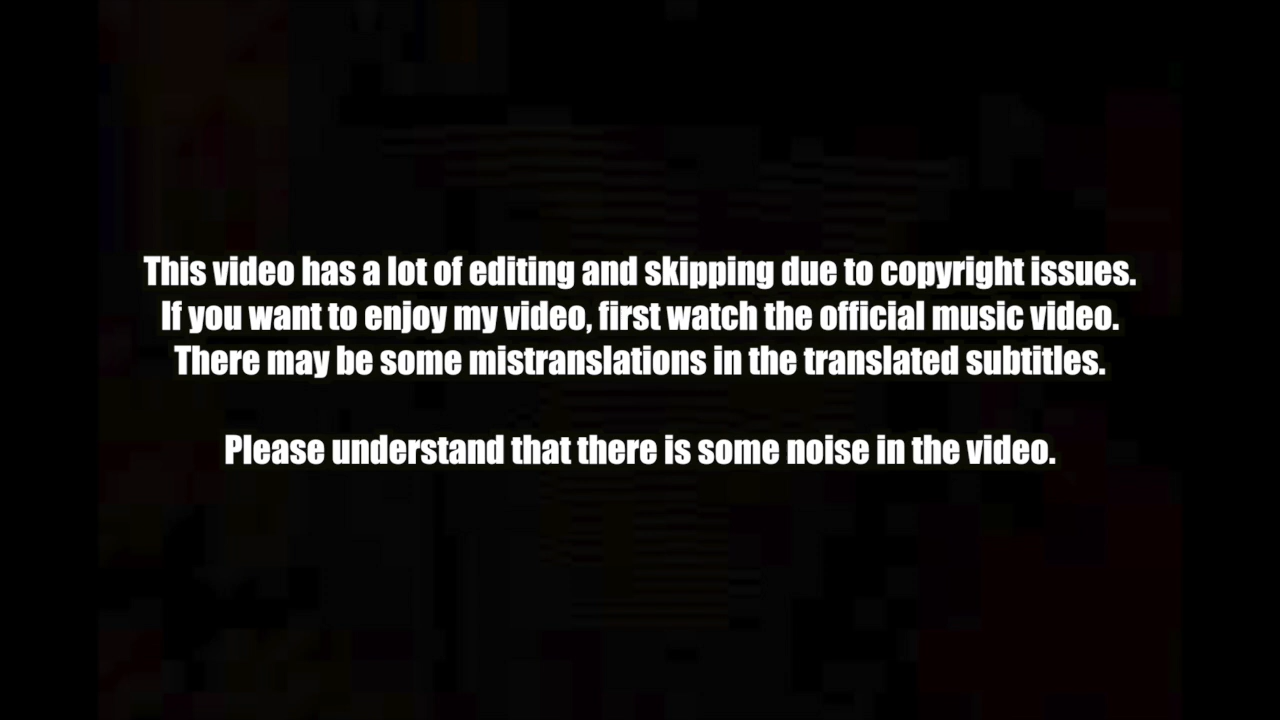 This video has a lot of editing and skipping due to copyright issues.
If you want to enjoy my video, first watch the official music video.
There may be some mistranslations in the translated subtitles.
Please understand that there is some noise in the video.